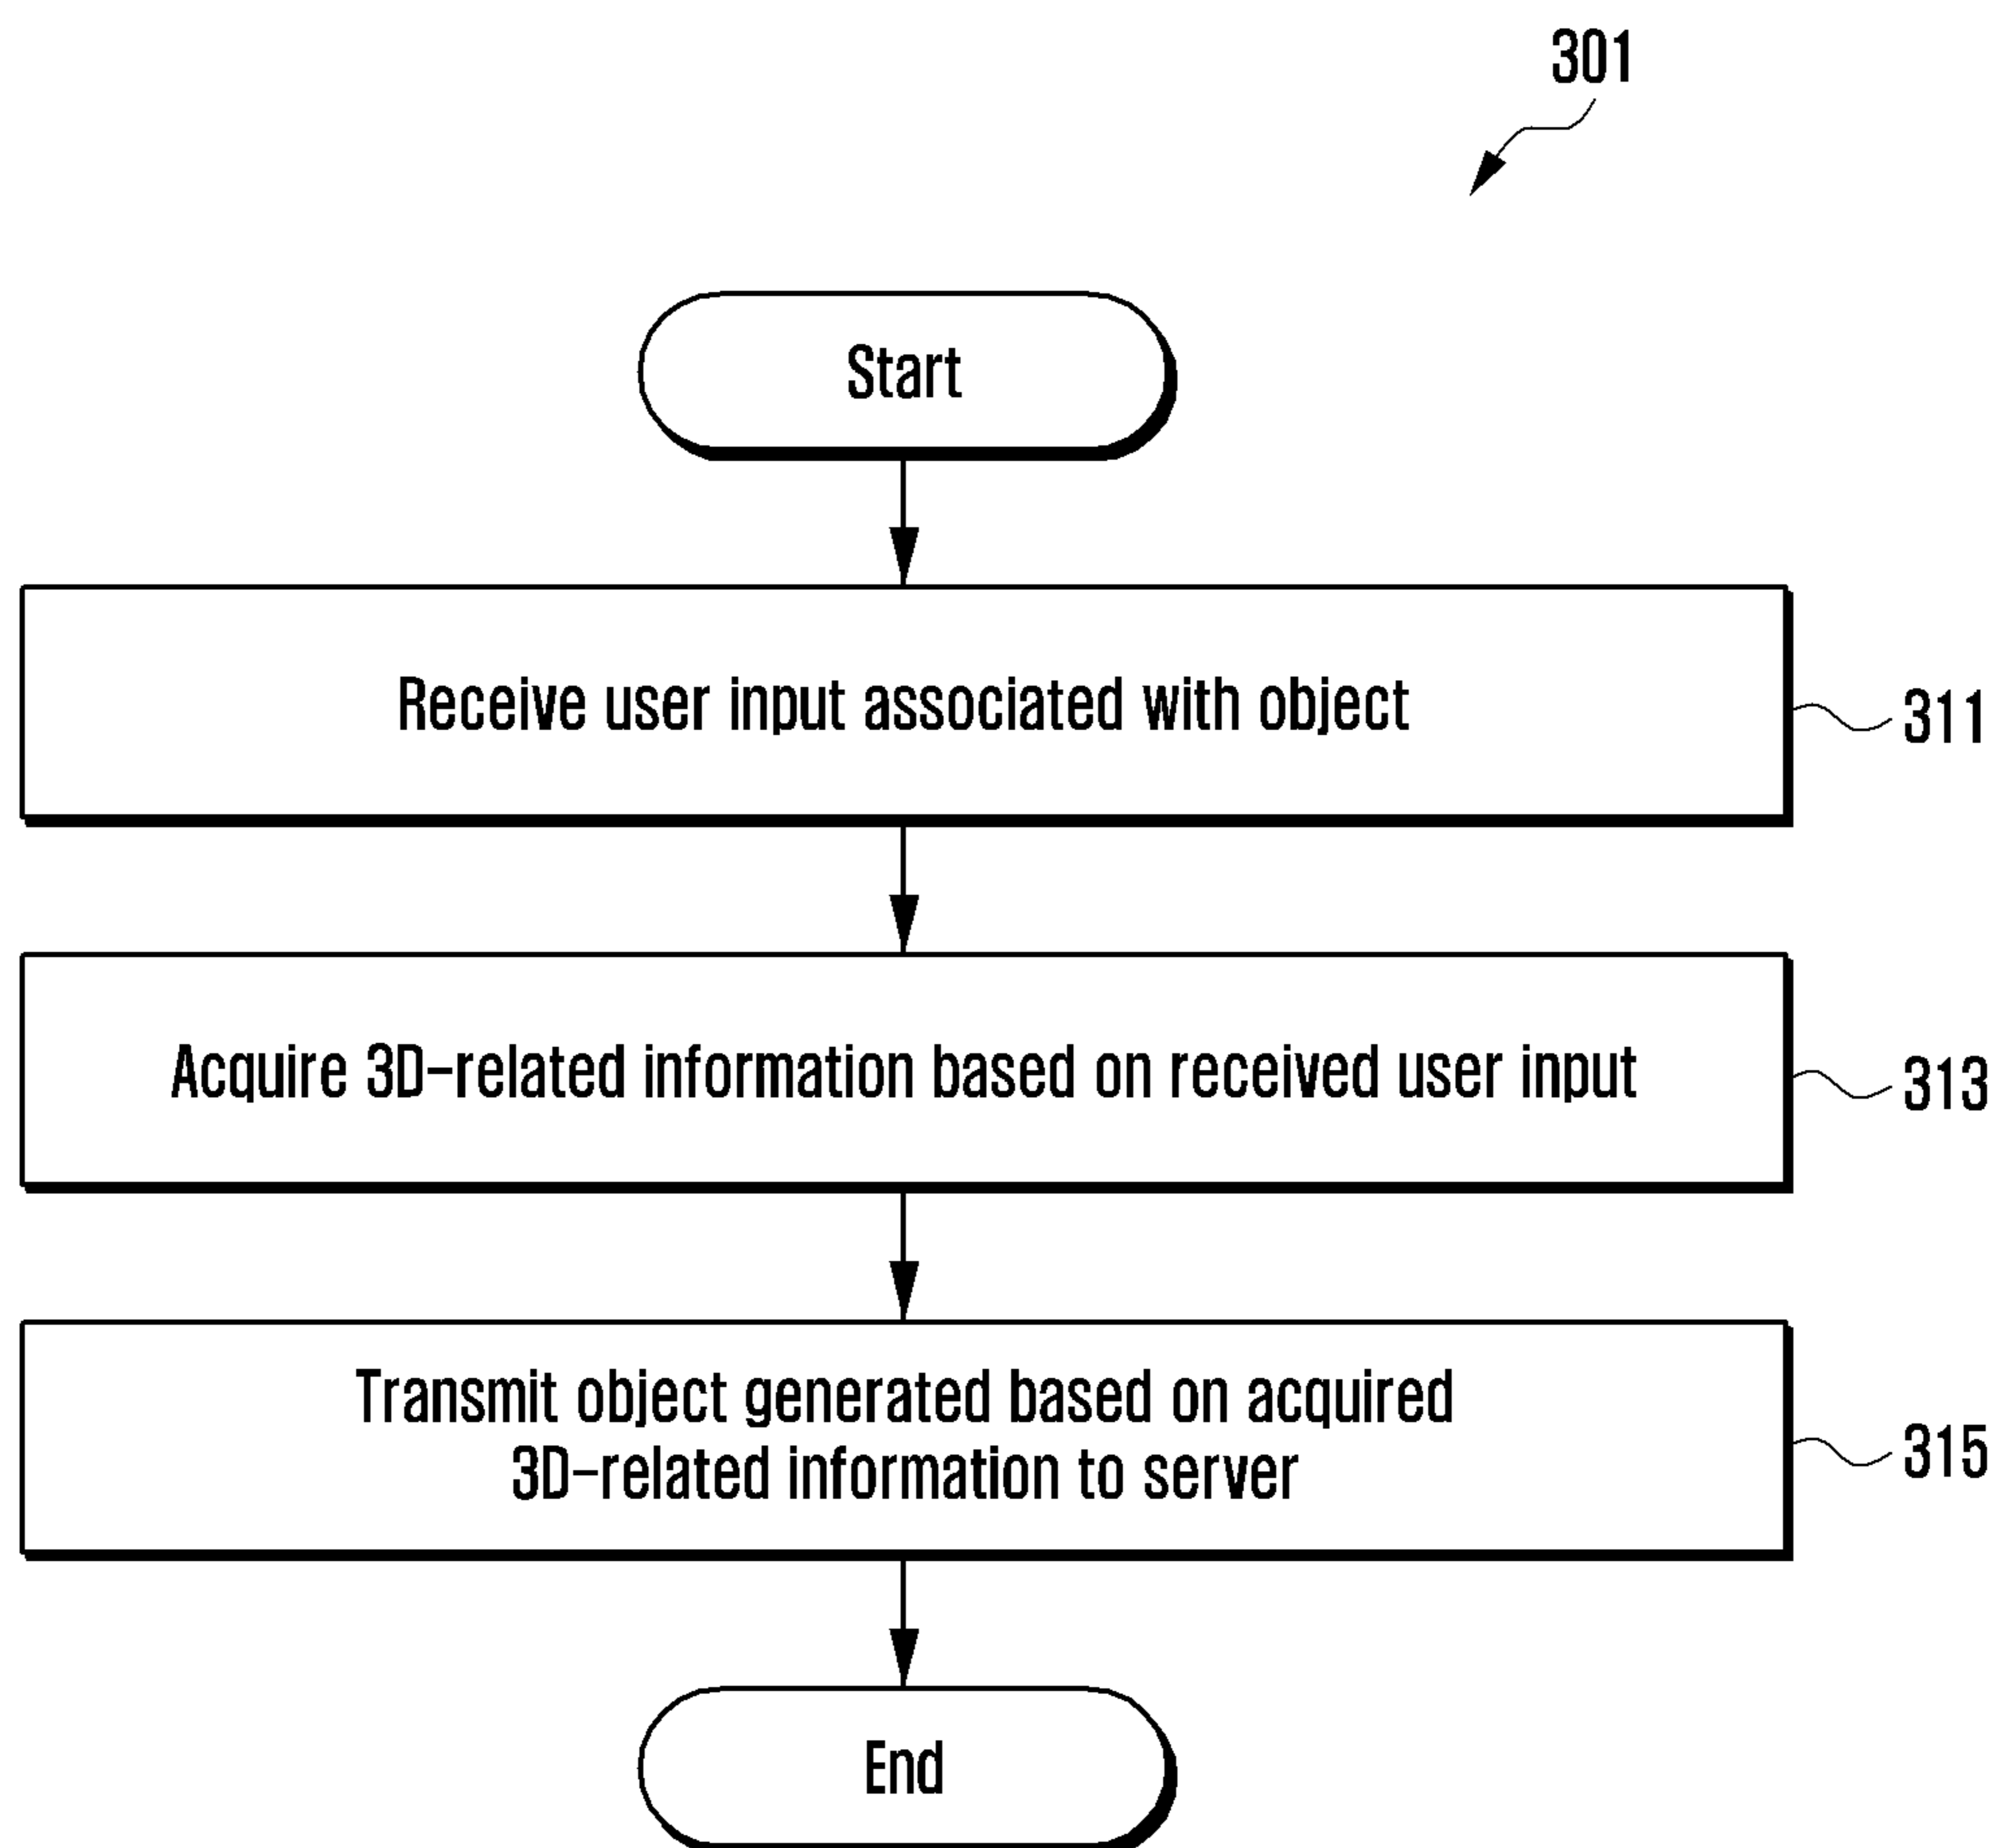 301
Start
Receive user input associated with object
311
Acquire 3D-related information based on received user input
313
Transmit object generated based on acquired
3D-related information to server
315
End